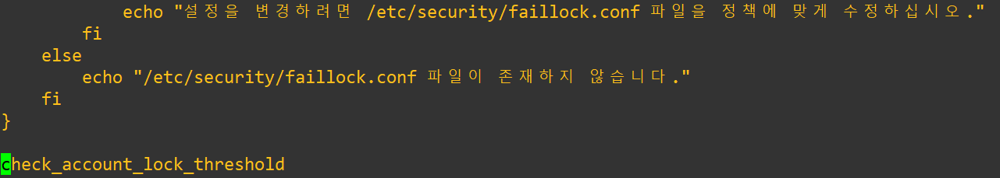 echo "설정을 변경하려면 /etc/security/faillock.conf 파일을 정책에 맞게 수정하십시오."
        fi
    else
        echo "/etc/security/faillock.conf 파일이 존재하지 않습니다."
    fi
}
check_account_lock_threshold